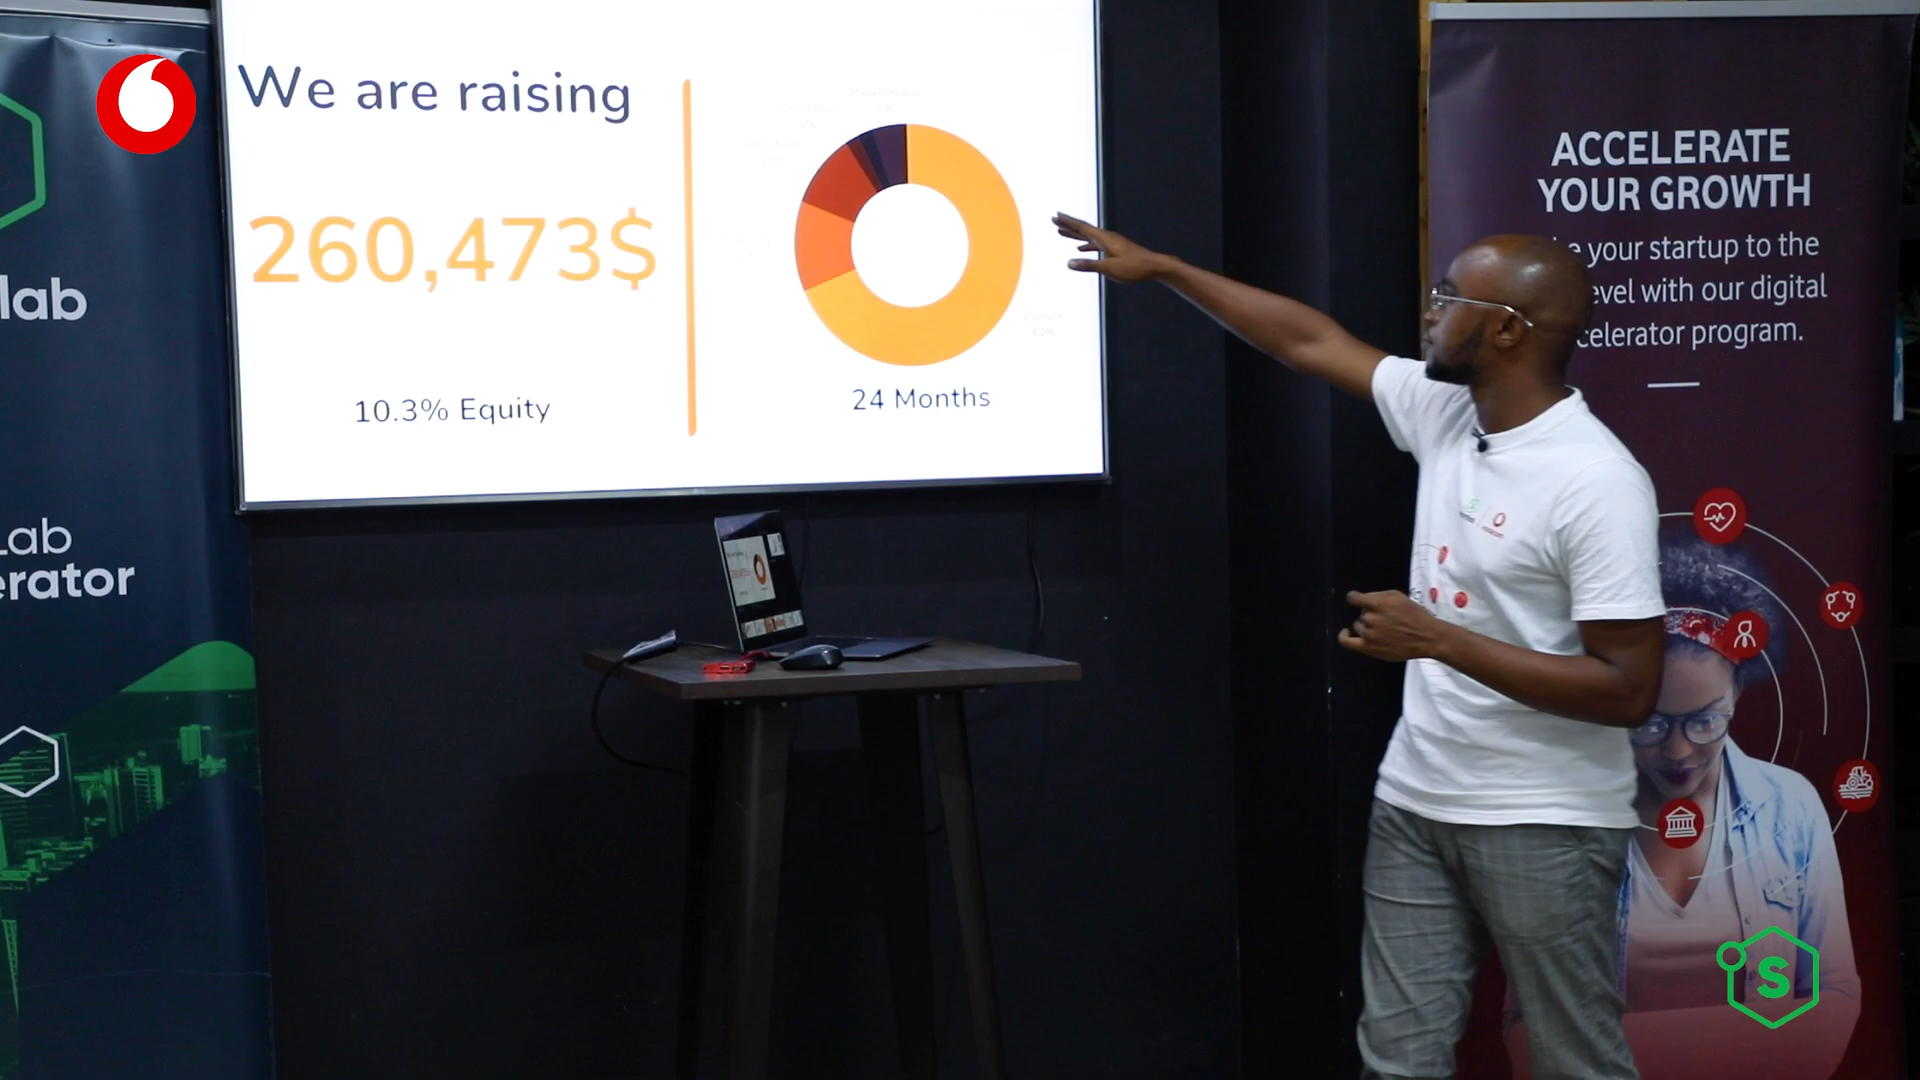 We are raising
260,473$
10.3% Equity
24 Months
Content
lab
Lab
erator
ACCELERATE
YOUR GROWTH
your startup to the
evel with our digital
celerator program.
S